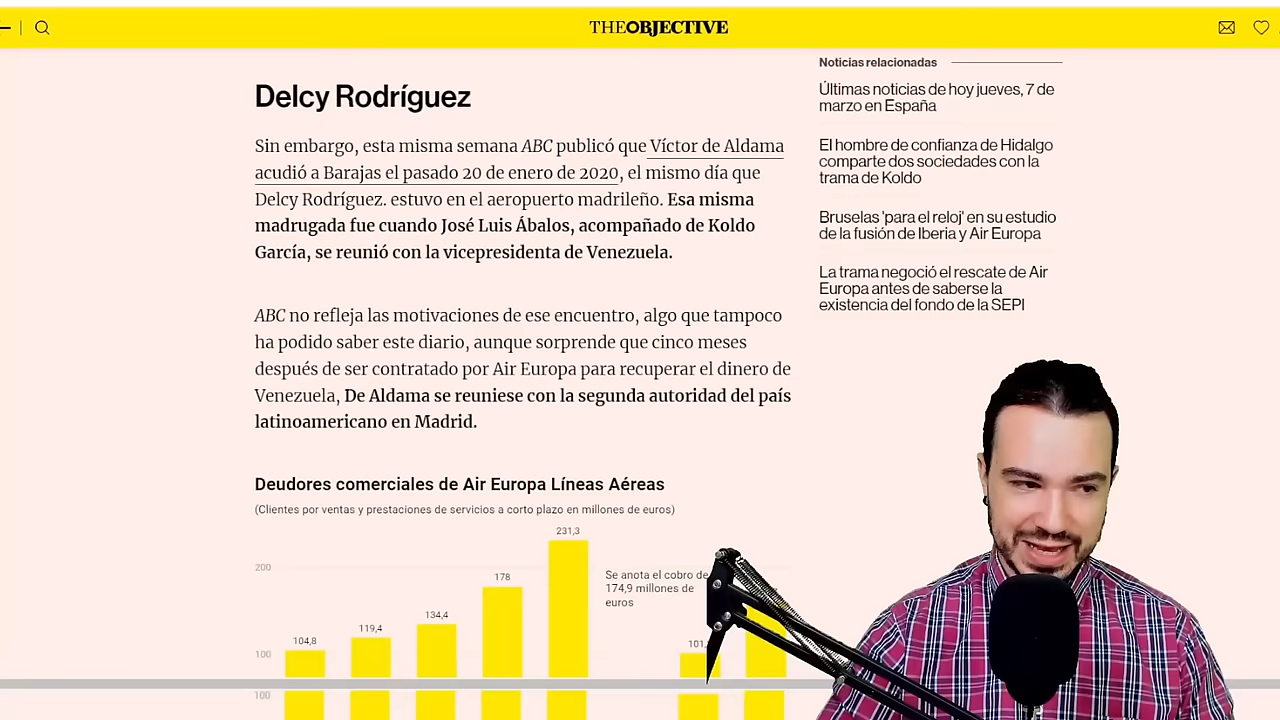 THEOBJECTIVE
Delcy Rodríguez
Sin embargo, esta misma semana ABC publicó que Víctor de Aldama
acudió a Barajas el pasado 20 de enero de 2020, el mismo día que
Delcy Rodríguez. estuvo en el aeropuerto madrileño. Esa misma
madrugada fue cuando José Luis Ábalos, acompañado de Koldo
García, se reunió con la vicepresidenta de Venezuela.
ABC no refleja las motivaciones de ese encuentro, algo que tampoco
ha podido saber este diario, aunque sorprende que cinco meses
después de ser contratado por Air Europa para recuperar el dinero de
Venezuela, De Aldama se reuniese con la segunda autoridad del país
latinoamericano en Madrid.
Deudores comerciales de Air Europa Líneas Aéreas
(Clientes por ventas y prestaciones de servicios a corto plazo en millones de euros)
231,3
200
178
Se anota el cobro de
174,9 millones de
euros
134,4
119,4
104,8
101,
100
100
Noticias relacionadas
Últimas noticias de hoy jueves, 7 de
marzo en España
El hombre de confianza de Hidalgo
comparte dos sociedades con la
trama de Koldo
Bruselas 'para el reloj' en su estudio
de la fusión de Iberia y Air Europa
La trama negoció el rescate de Air
Europa antes de saberse la
existencia del fondo de la SEPI